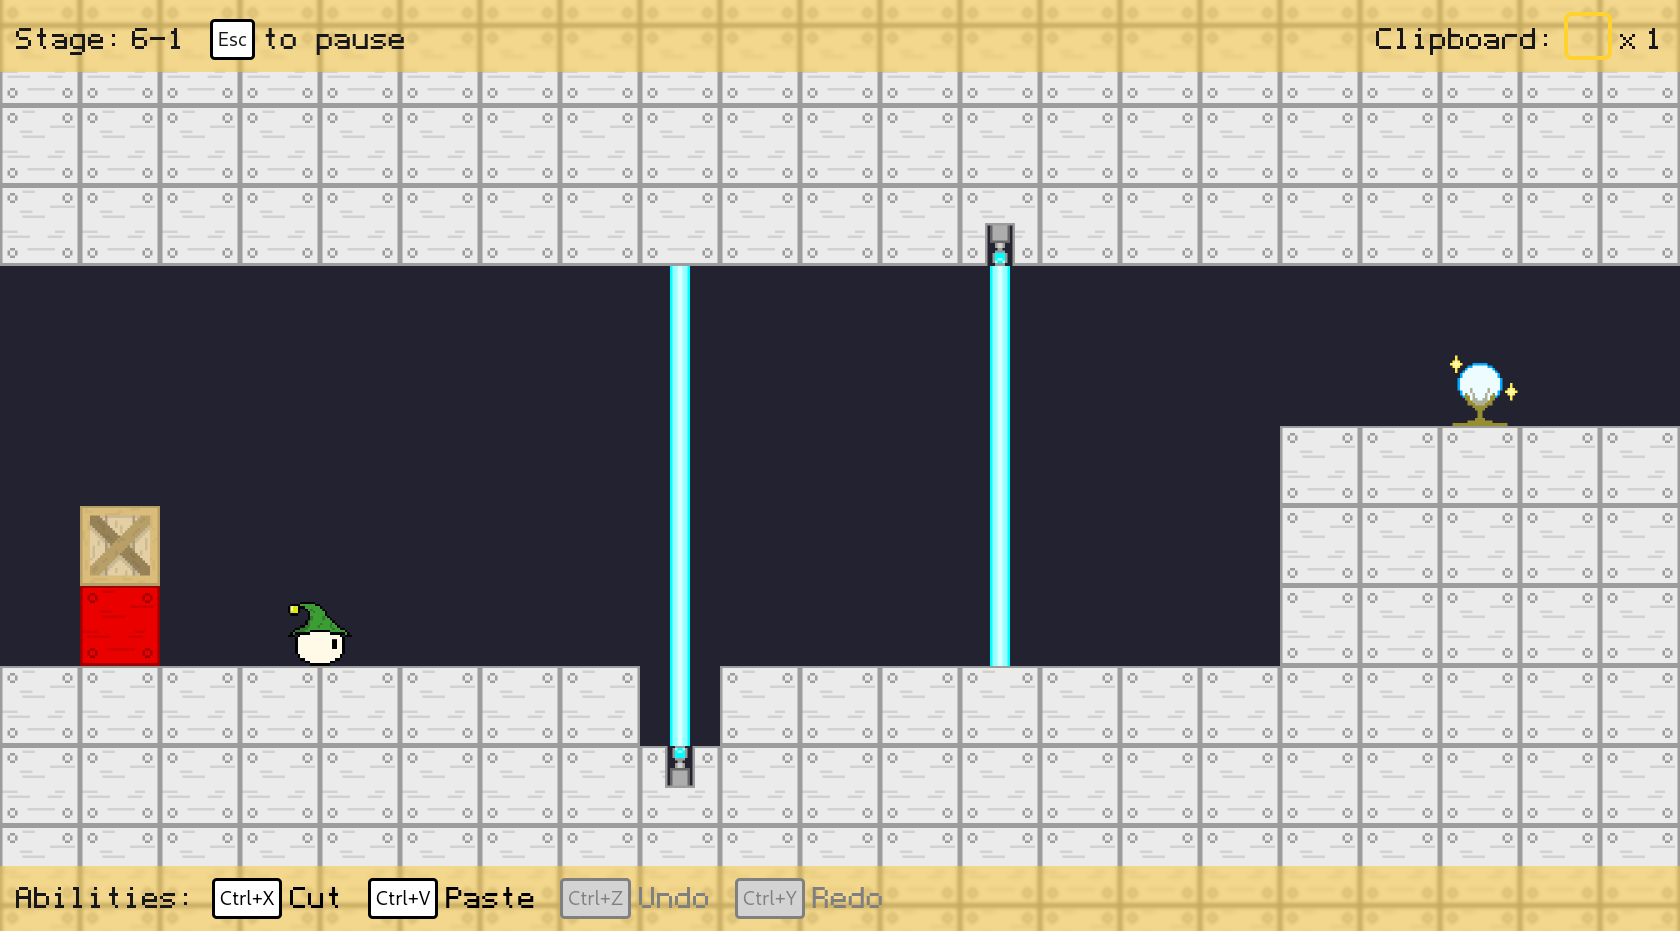 Stage: 6-1 Esc to pause Clipboard: x 1
Abilities: Ctrl+X Cut Ctrl+V Paste Ctrl+Z Undo Ctrl+Y Redo